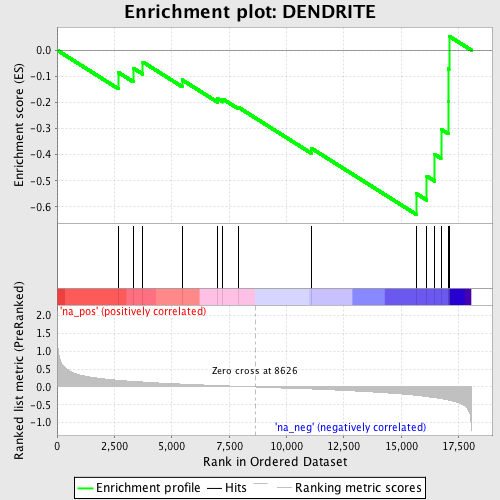 Enrichment plot: DENDRITE
Enrichment score (ES)
0.0
-0.1
-0.2
-0.3
-0.4
-0.5
-0.6
'na_pos' (positively correlated)
Ranked list metric (PreRanked)
2.0
1.5
1.0
0.5
0.0
-0.5
-1.0
Zero cross at 8626
'na_neg' (negatively correlated)
0 2,500 5,000 7,500 10,000 12,500 15,000 17,500
Rank in Ordered Dataset
Enrichment profile Hits Ranking metric scores